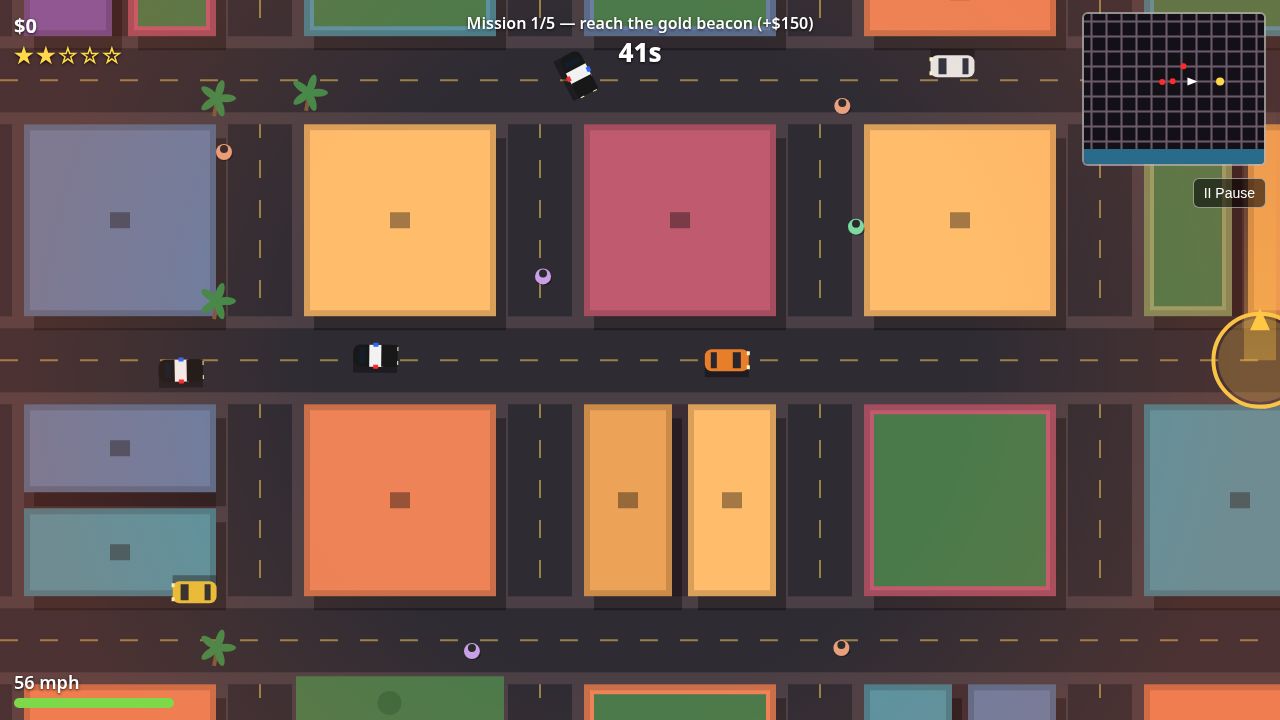 $0
Mission 1/5 — reach the gold beacon (+$150)
41s
II Pause
56 mph